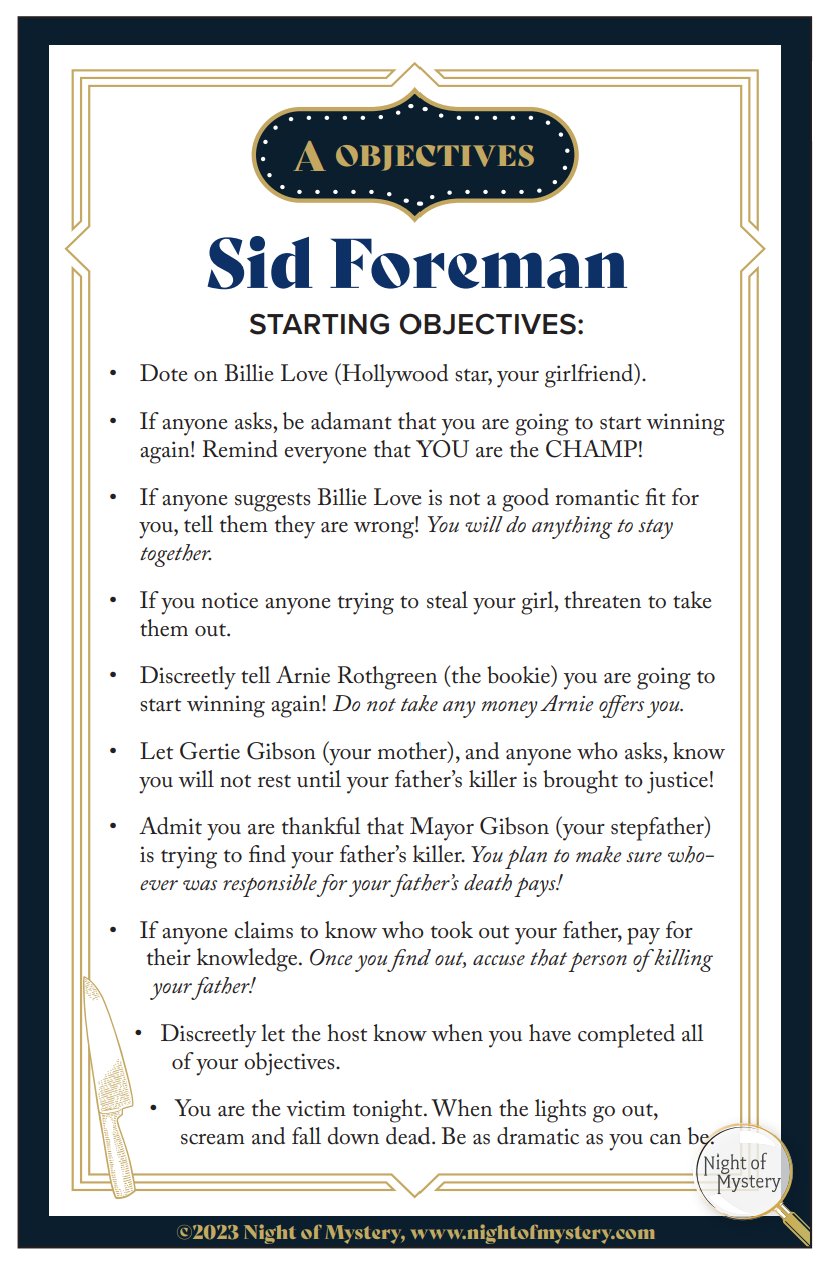 A OBJECTIVES
Sid Foreman
STARTING OBJECTIVES:
• Dote on Billie Love (Hollywood star, your girlfriend).
• If anyone asks, be adamant that you are going to start winning
again! Remind everyone that YOU are the CHAMP!
• If anyone suggests Billie Love is not a good romantic fit for
you, tell them they are wrong! You will do anything to stay
together.
• If you notice anyone trying to steal your girl, threaten to take
them out.
• Discreetly tell Arnie Rothgreen (the bookie) you are going to
start winning again! Do not take any money Arnie offers you.
• Let Gertie Gibson (your mother), and anyone who asks, know
you will not rest until your father's killer is brought to justice!
• Admit you are thankful that Mayor Gibson (your stepfather)
is trying to find your father's killer. You plan to make sure who-
ever was responsible for your father's death pays!
• If anyone claims to know who took out your father, pay for
their knowledge. Once you find out, accuse that person of killing
your father!
• Discreetly let the host know when you have completed all
of your objectives.
• You are the victim tonight. When the lights go out,
scream and fall down dead. Be as dramatic as you can be.
Night of
Mystery
©2023 Night of Mystery, www.nightofmystery.com